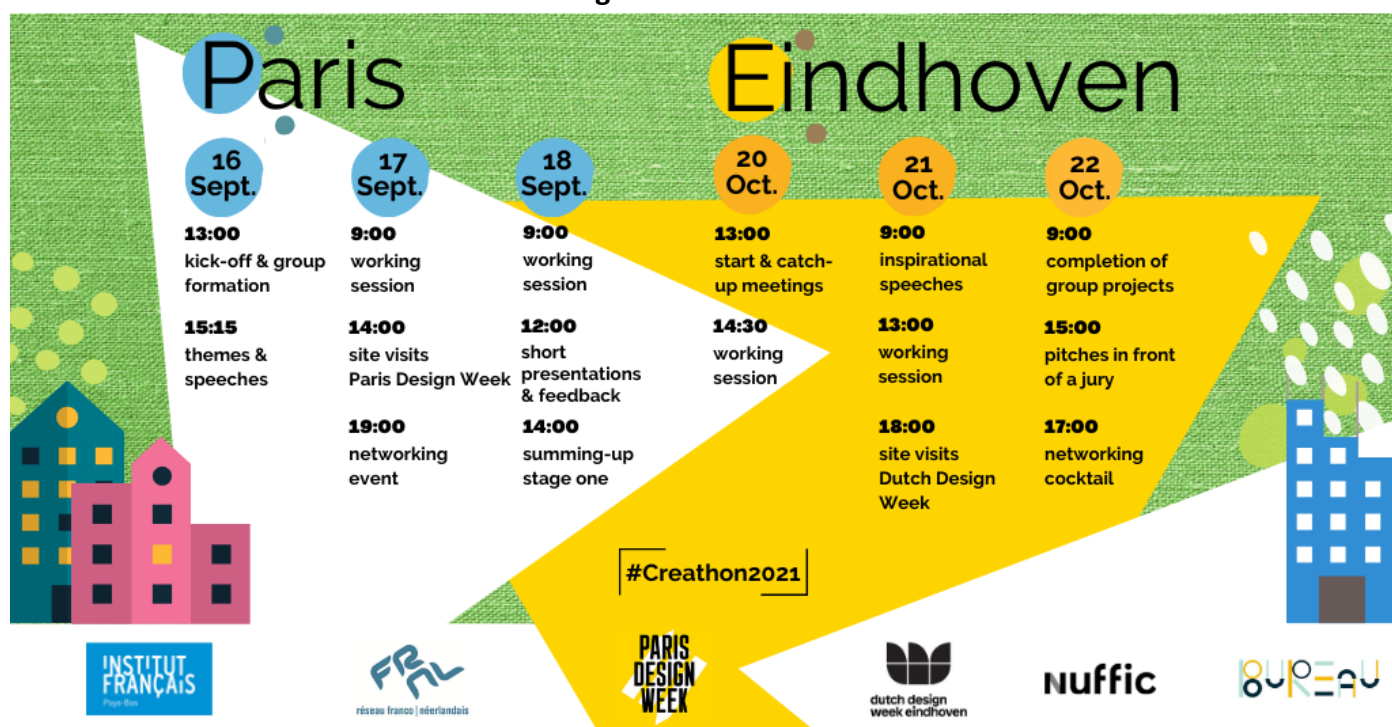 Paris
16
Sept.
13:00
kick-off & group
formation
15:15
themes &
speeches
17
Sept.
9:00
working
session
14:00
site visits
Paris Design Week
19:00
networking
event
18
Sept.
9:00
working
session
12:00
short
presentations
& feedback
14:00
summing-up
stage one
Eindhoven
20
Oct.
13:00
start & catch-
up meetings
14:30
working
session
21
Oct.
9:00
inspirational
speeches
13:00
working
session
18:00
site visits
Dutch Design
Week
22
Oct.
9:00
completion of
group projects
15:00
pitches in front
of a jury
17:00
networking
cocktail
#Creathon2021
INSTITUT
FRANÇAIS
Pays-Bas
FRNL
réseau franco | néerlandais
PARIS
DESIGN
WEEK
dutch design
week eindhoven
nuffic
BUREAU